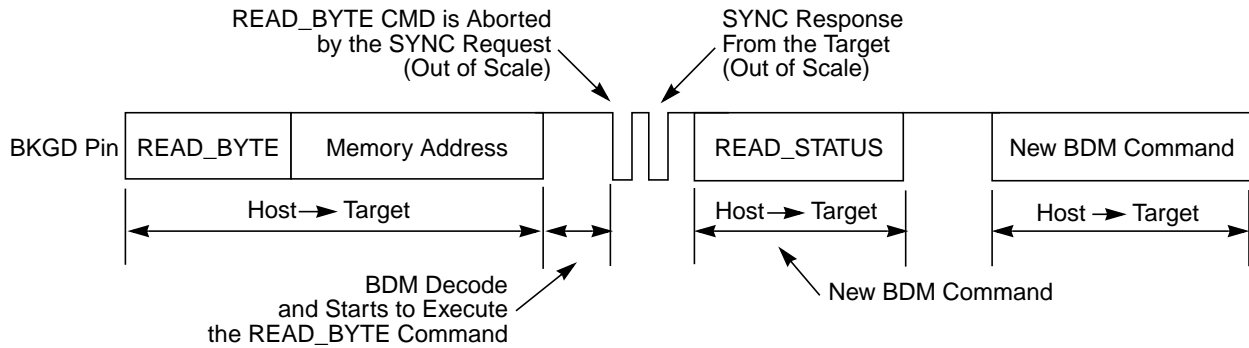 READ_BYTE CMD is Aborted
by the SYNC Request
(Out of Scale)
SYNC Response
From the Target
(Out of Scale)
BKGD Pin
READ_BYTE
Memory Address
READ_STATUS
New BDM Command
Host Target
Host Target
Host Target
BDM Decode
and Starts to Execute
the READ_BYTE Command
New BDM Command